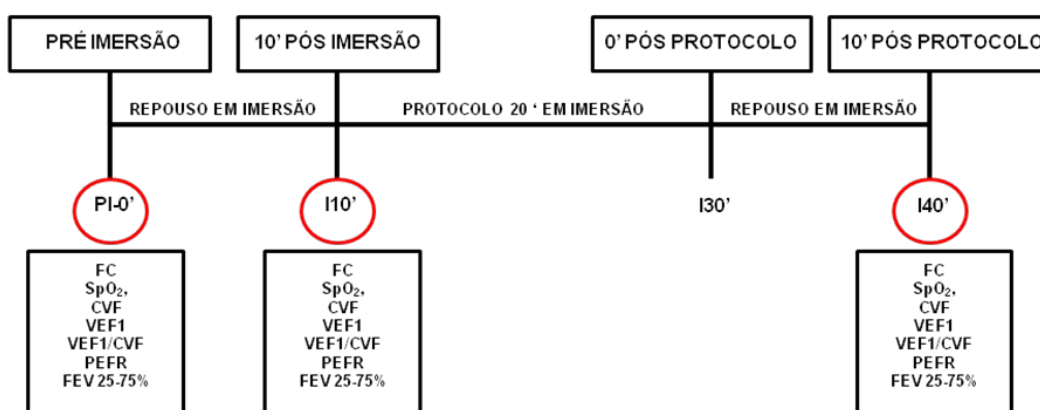 PRÉ IMERSÃO
10' PÓS IMERSÃO
0' PÓS PROTOCOLO
10' PÓS PROTOCOLO
REPOUSO EM IMERSÃO
PROTOCOLO 20 ‘ EM IMERSÃO
REPOUSO EM IMERSÃO
PI-0'
I10'
I30'
I40'
FC
SpO₂,
CVF
VEF1
VEF1/CVF
PEFR
FEV 25-75%
FC
SpO₂,
CVF
VEF1
VEF1/CVF
PEFR
FEV 25-75%
FC
SpO₂,
CVF
VEF1
VEF1/CVF
PEFR
FEV 25-75%